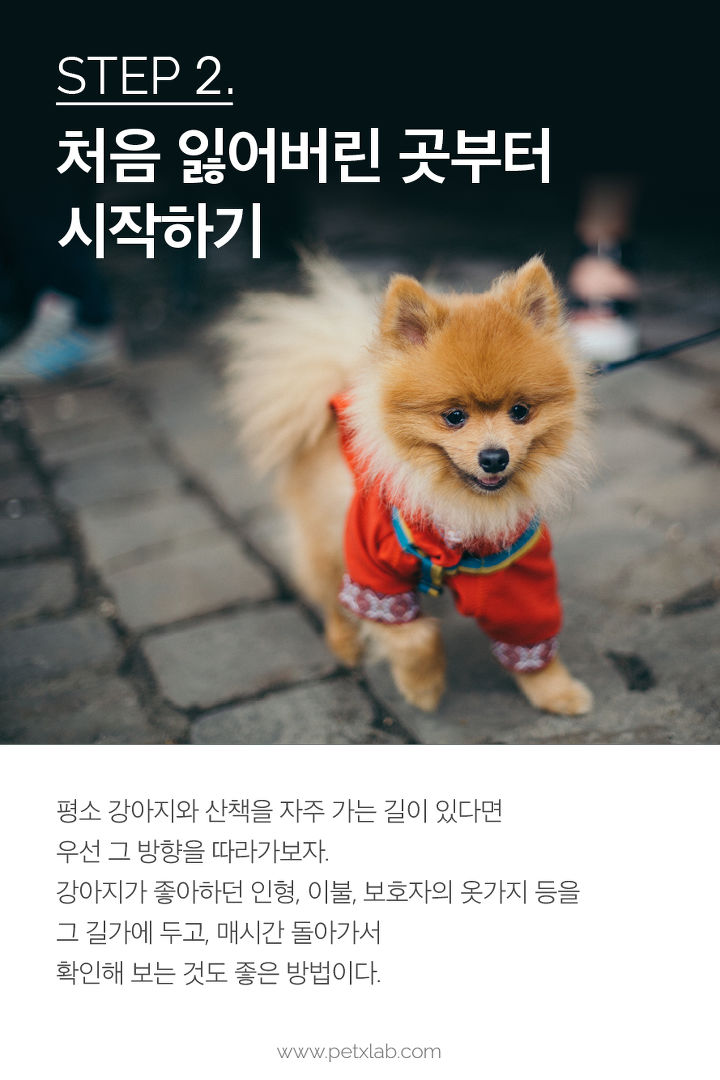 STEP 2.
처음 잃어버린 곳부터
시작하기
평소 강아지와 산책을 자주 가는 길이 있다면
우선 그 방향을 따라가보자.
강아지가 좋아하던 인형, 이불, 보호자의 옷가지 등을
그 길가에 두고, 매시간 돌아가서
확인해 보는 것도 좋은 방법이다.
www.petxlab.com